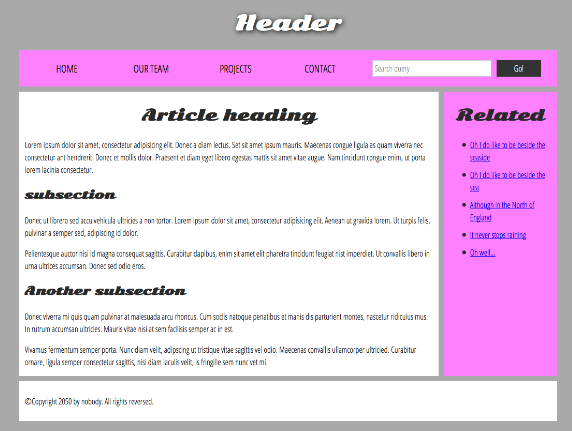 Header
HOME OUR TEAM PROJECTS CONTACT Search query Go!
Article heading
Lorem ipsum dolor sit amet, consectetur adipisicing elit. Donec a diam lectus. Set sit amet ipsum mauris. Maecenas congue ligula as quam viverra nec
consectetur ant hendrerit. Donec et mollis dolor. Praesent et diam eget libero egestas mattis sit amet vitae augue. Nam tincidunt congue enim, ut porta
lorem lacinia consectetur.
subsection
Donec ut librero sed accu vehicula ultricies a non tortor. Lorem ipsum dolor sit amet, consectetur adipisicing elit. Aenean ut gravida lorem. Ut turpis felis,
pulvinar a semper sed, adipiscing id dolor.
Pelientesque auctor nisi id magna consequat sagittis. Curabitur dapibus, enim sit amet elit pharetra tincidunt feugiat nist imperdiet. Ut convallis libero in
urna ultrices accumsan. Donec sed odio eros.
Another subsection
Donec viverra mi quis quam pulvinar at malesuada arcu rhoncus. Cum soclis natoque penatibus et manis dis parturient montes, nascetur ridiculus mus.
In rutrum accumsan ultricies. Mauris vitae nisi at sem facilisis semper ac in est.
Vivamus fermentum semper porta. Nunc diam velit, adipscing ut tristique vitae sagittis vel odio. Maecenas convallis ullamcorper ultricied. Curabitur
ornare, ligula semper consectetur sagittis, nisi diam iaculis velit, is fringille sem nunc vet mi.
Related
Oh I do like to be beside the
seaside
Oh I do like to be beside the
sea
Although in the North of
England
It never stops raining
Oh well...
©Copyright 2050 by nobody. All rights reversed.